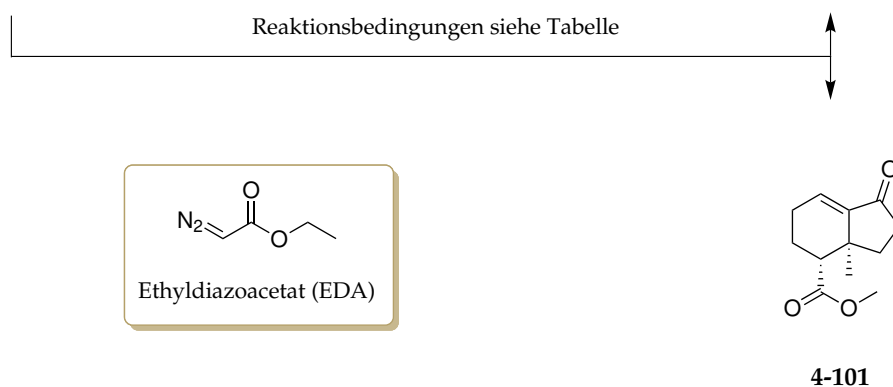 Reaktionsbedingungen siehe Tabelle
O
N2
O
O
Ethyldiazoacetat (EDA)
O
O
O
4-101